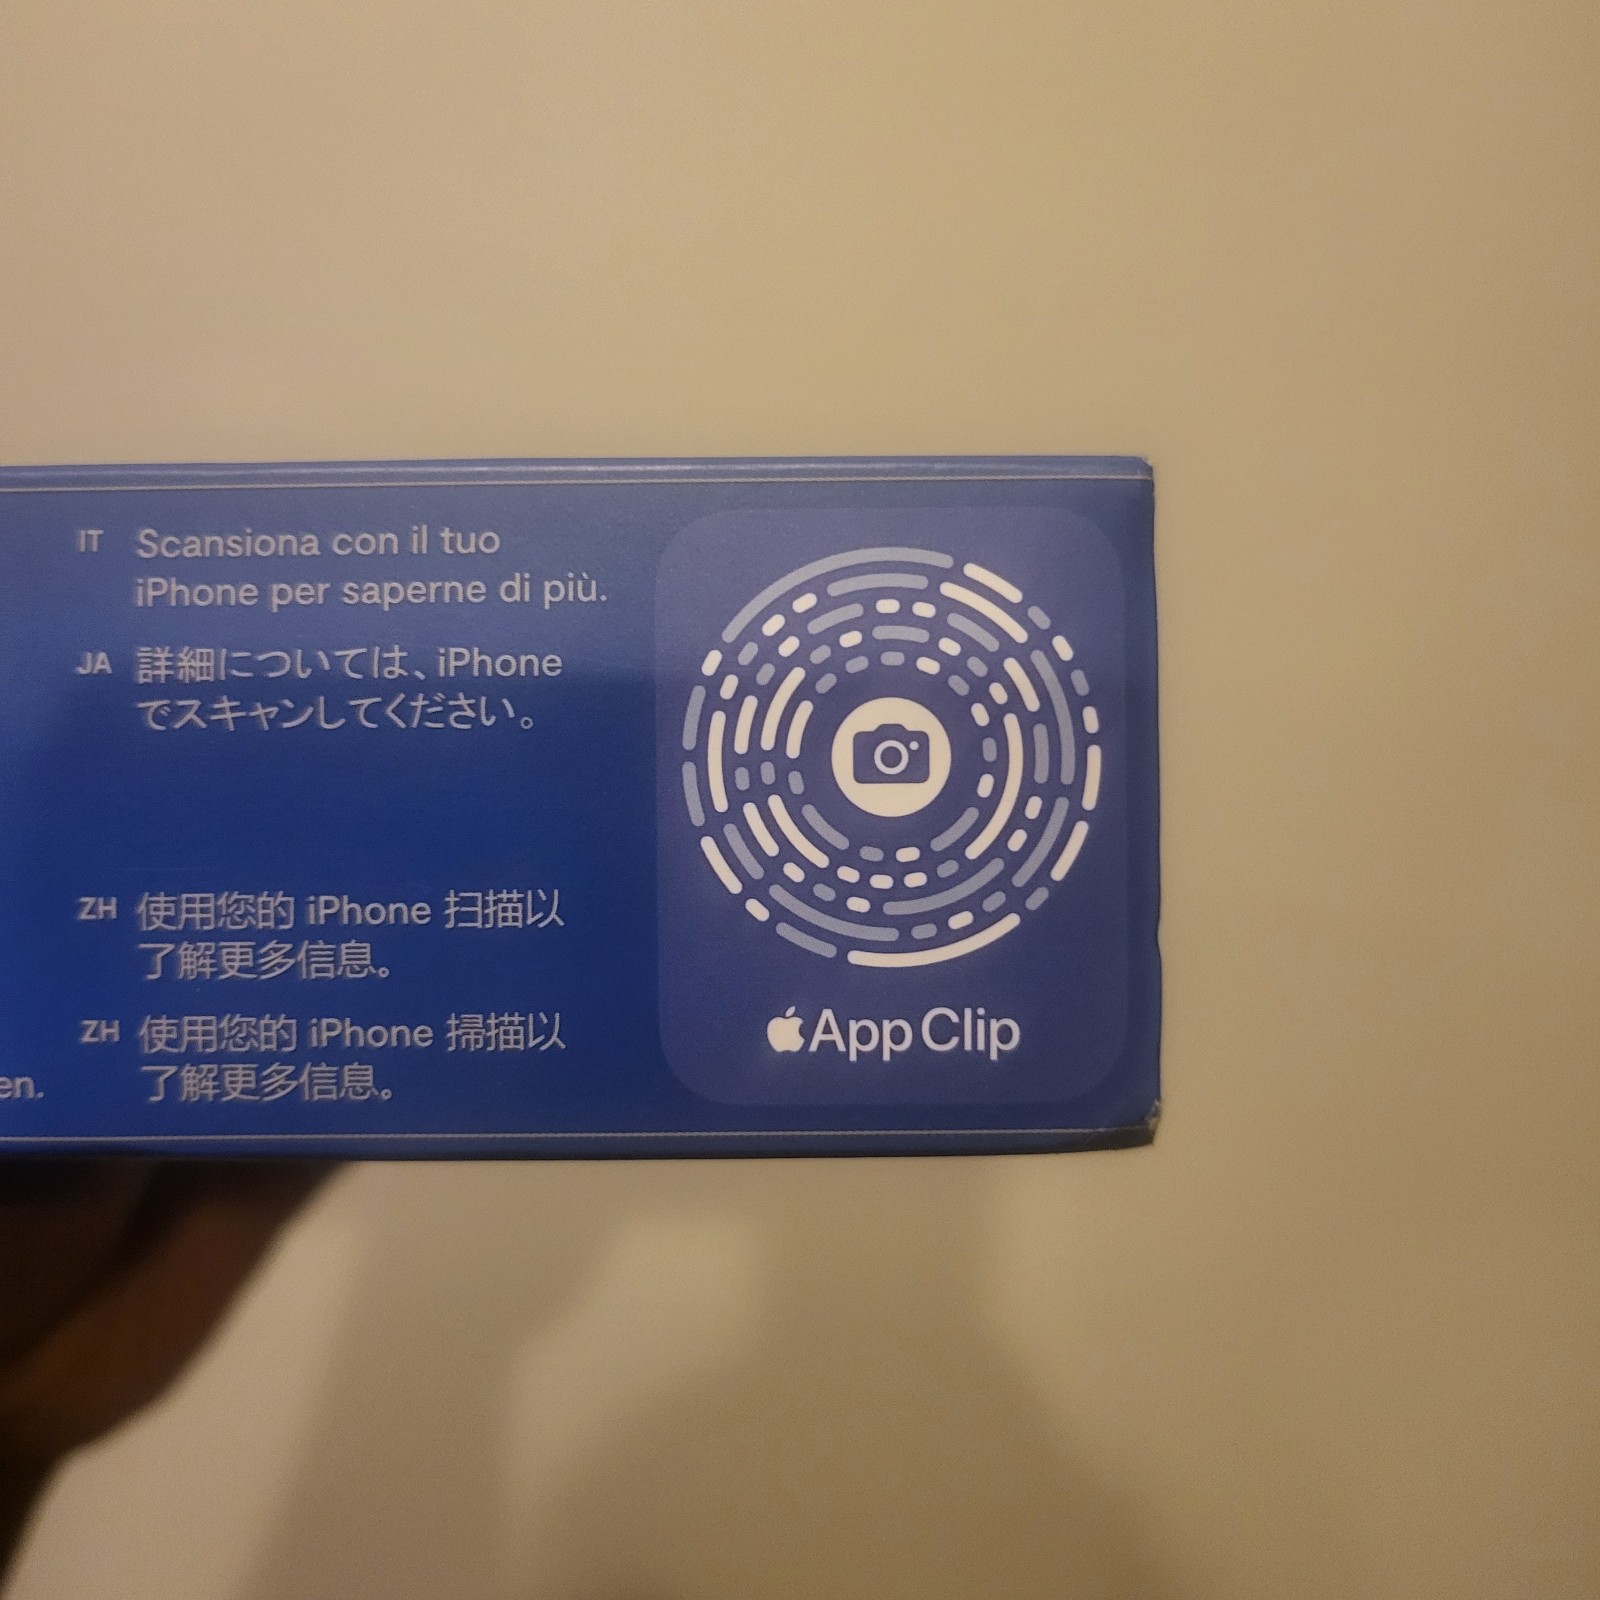 IT Scansiona con il tuo
iPhone per saperne di più.
JA 詳細については、iPhone
でスキャンしてください。
ZH 使用您的 iPhone 扫描以
了解更多信息。
ZH 使用您的 iPhone 掃描以
了解更多信息。
en.
App Clip